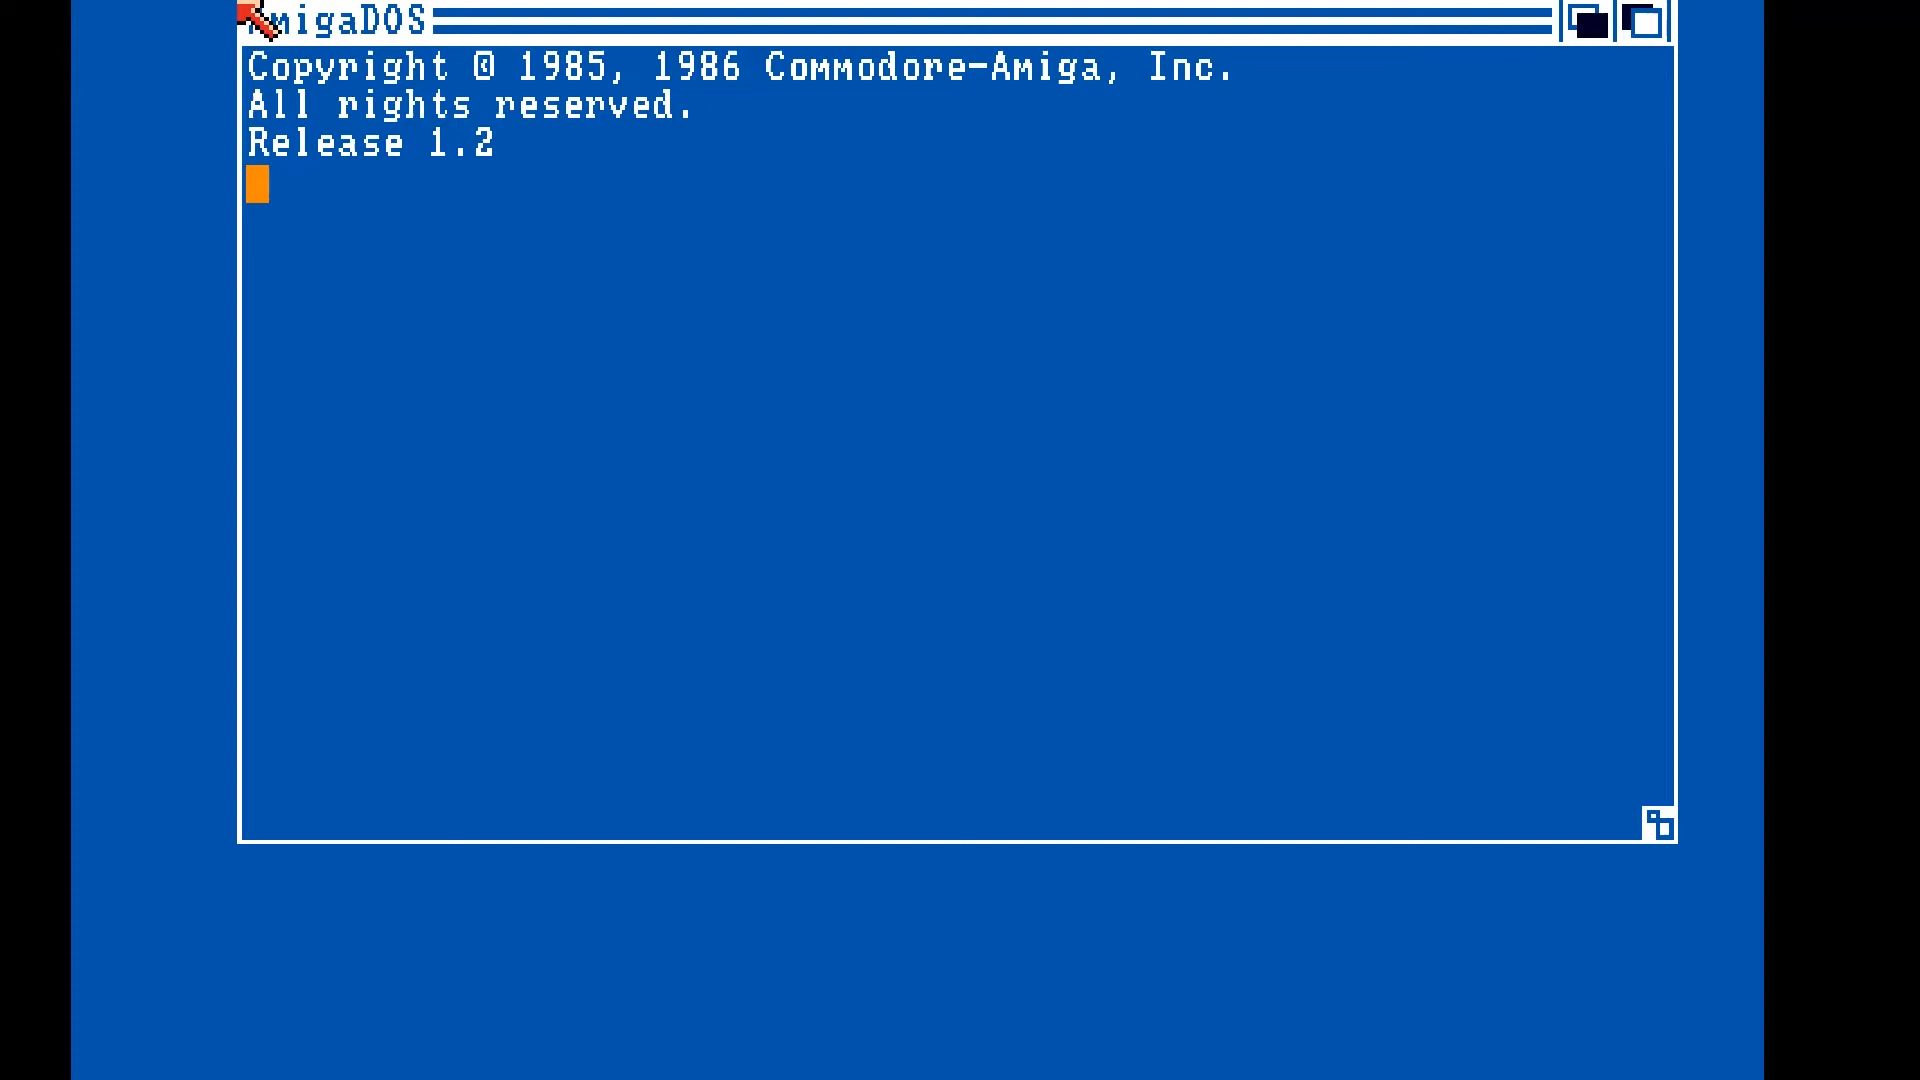 AmigaDOS
Copyright © 1985, 1986 Commodore-Amiga, Inc.
All rights reserved.
Release 1.2